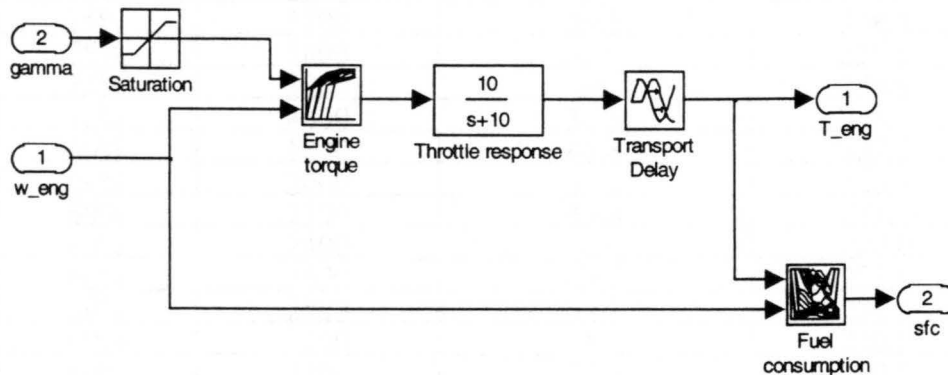 2
gamma
Saturation
1
w_eng
Engine
torque
10
s+10
Throttle response
Transport
Delay
1
T_eng
Fuel
consumption
2
sfc